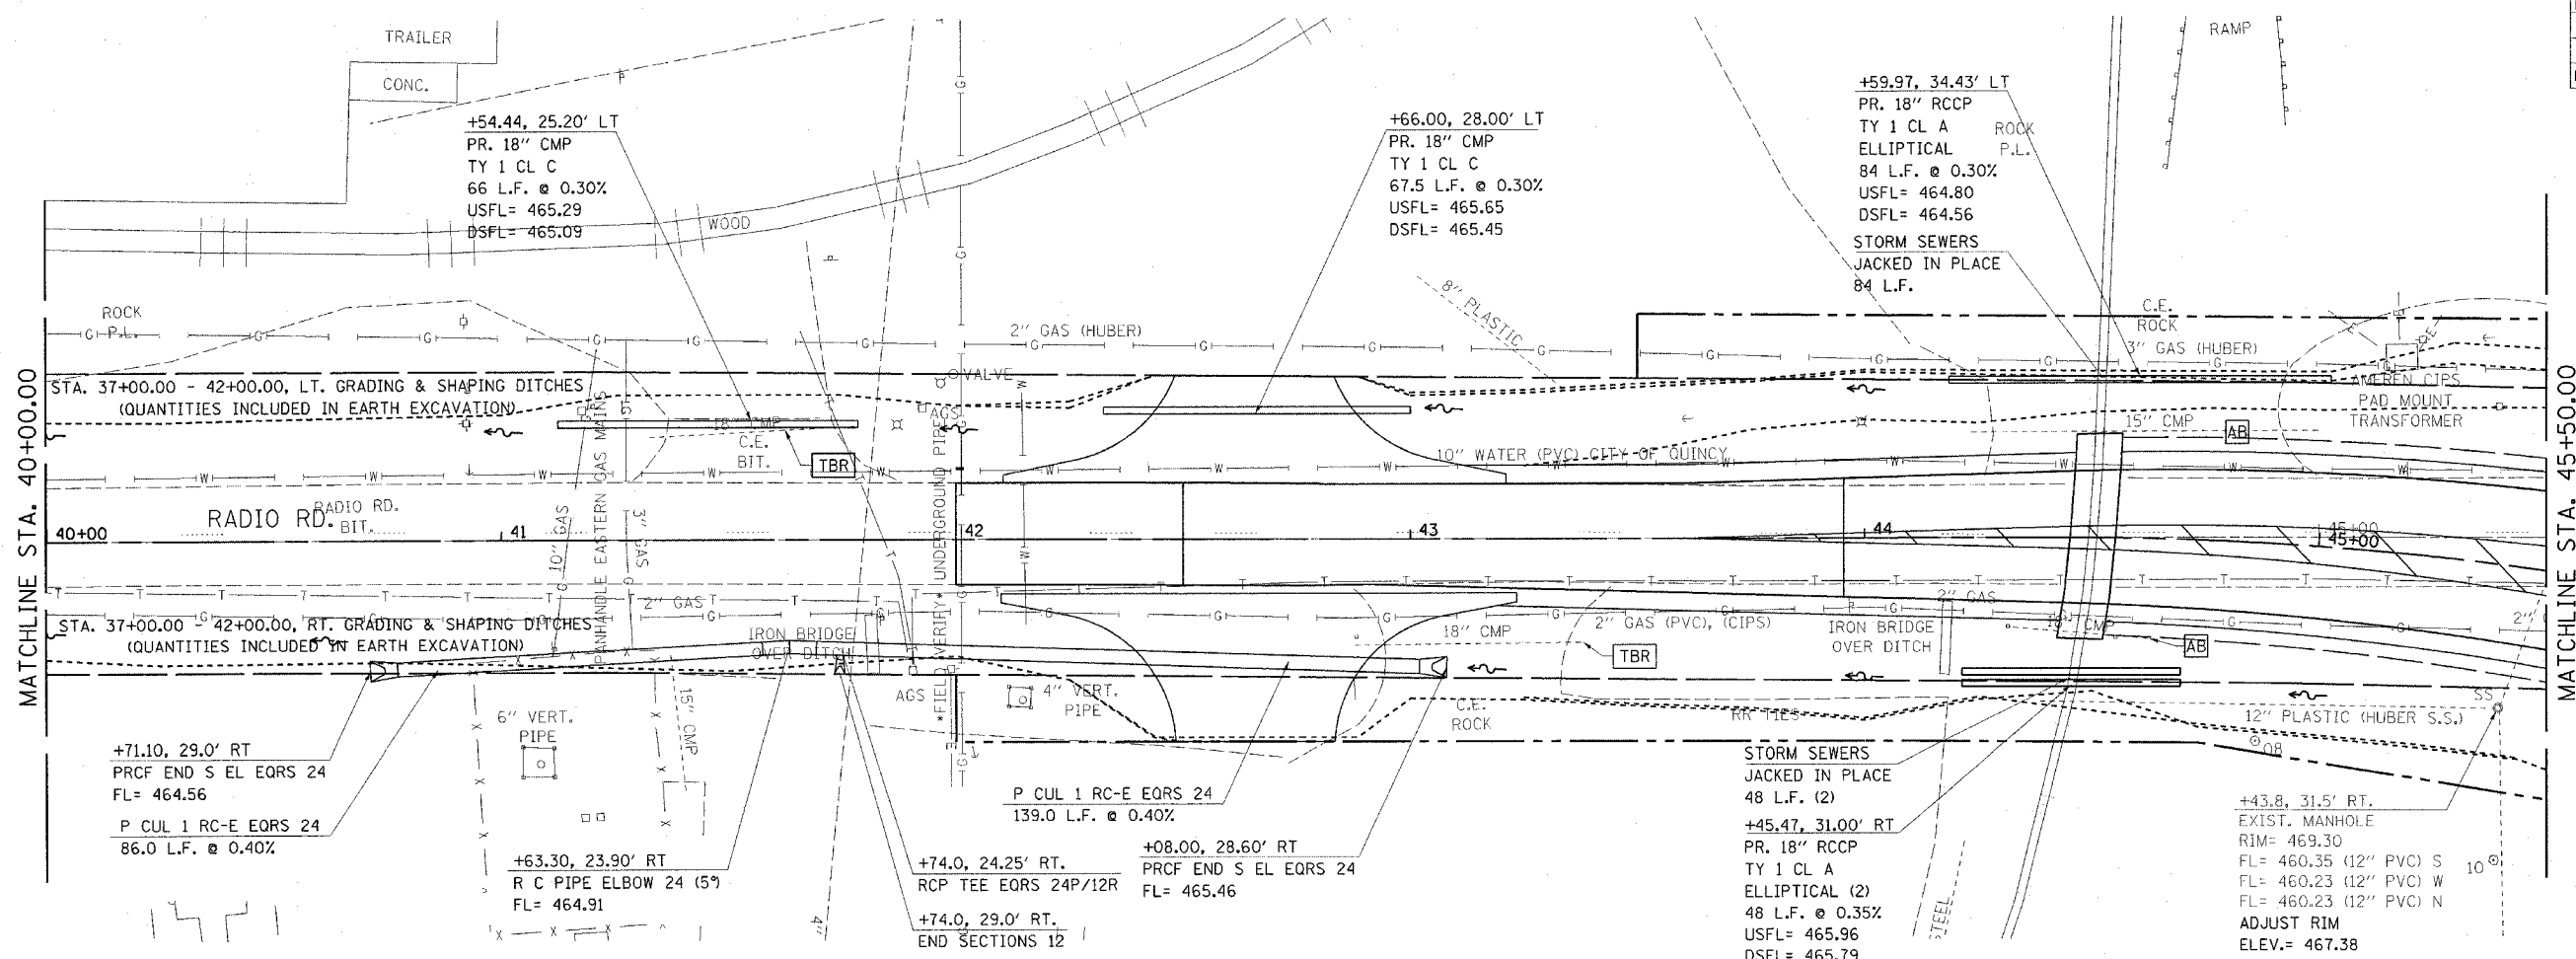 TRAILER
CONC.
RAMP
+54.44, 25.20' LT
PR. 18" CMP
TY 1 CL C
66 L.F. @ 0.30%
USFL= 465.29
DSFL= 465.09
WOOD
+66.00, 28.00' LT
PR. 18" CMP
TY 1 CL C
67.5 L.F. @ 0.30%
USFL= 465.65
DSFL= 465.45
+59.97, 34.43' LT
PR. 18" RCCP
TY 1 CL A
ELLIPTICAL
84 L.F. @ 0.30%
USFL= 464.80
DSFL= 464.56
STORM SEWERS
JACKED IN PLACE
84 L.F.
ROCK
P.L.
ROCK
P.L.
2" GAS (HUBER)
8" PLASTIC
C.E.
ROCK
3" GAS (HUBER)
VALVE
STA. 37+00.00 - 42+00.00, LT. GRADING & SHAPING DITCHES
(QUANTITIES INCLUDED IN EARTH EXCAVATION)
AGS
18" CMP
C.E.
BIT.
TBR
10" WATER (PVC) CITY OF QUINCY
15" CMP
AB
AMEREN CIPS
PAD MOUNT
TRANSFORMER
MATCHLINE STA. 40+00.00
MATCHLINE STA. 45+50.00
RADIO RD.
RADIO RD.
BIT.
40+00
41
42
43
44
45+00
45+00
10" GAS
PANHANDLE EASTERN GAS MAINS
3" GAS
*FIELD VERIFY* UNDERGROUND PIPE
2" GAS
STA. 37+00.00 - 42+00.00, RT. GRADING & SHAPING DITCHES
(QUANTITIES INCLUDED IN EARTH EXCAVATION)
IRON BRIDGE
OVER DITCH
18" CMP
TBR
2" GAS (PVC), (CIPS)
2" GAS
IRON BRIDGE
OVER DITCH
AB
AGS
4" VERT.
PIPE
C.E.
ROCK
RR TIES
SS
12" PLASTIC (HUBER S.S.)
6" VERT.
PIPE
15" CMP
08
+71.10, 29.0' RT
PRCF END S EL EQRS 24
FL= 464.56
P CUL 1 RC-E EQRS 24
86.0 L.F. @ 0.40%
+63.30, 23.90' RT
R C PIPE ELBOW 24 (5°)
FL= 464.91
+74.0, 24.25' RT.
RCP TEE EQRS 24P/12R
+74.0, 29.0' RT.
END SECTIONS 12
P CUL 1 RC-E EQRS 24
139.0 L.F. @ 0.40%
+08.00, 28.60' RT
PRCF END S EL EQRS 24
FL= 465.46
STORM SEWERS
JACKED IN PLACE
48 L.F. (2)
+45.47, 31.00' RT
PR. 18" RCCP
TY 1 CL A
ELLIPTICAL (2)
48 L.F. @ 0.35%
USFL= 465.96
DSFL= 465.79
STEEL
4"
+43.8, 31.5' RT.
EXIST. MANHOLE
RIM= 469.30
FL= 460.35 (12" PVC) S
FL= 460.23 (12" PVC) W
FL= 460.23 (12" PVC) N
ADJUST RIM
ELEV.= 467.38
10